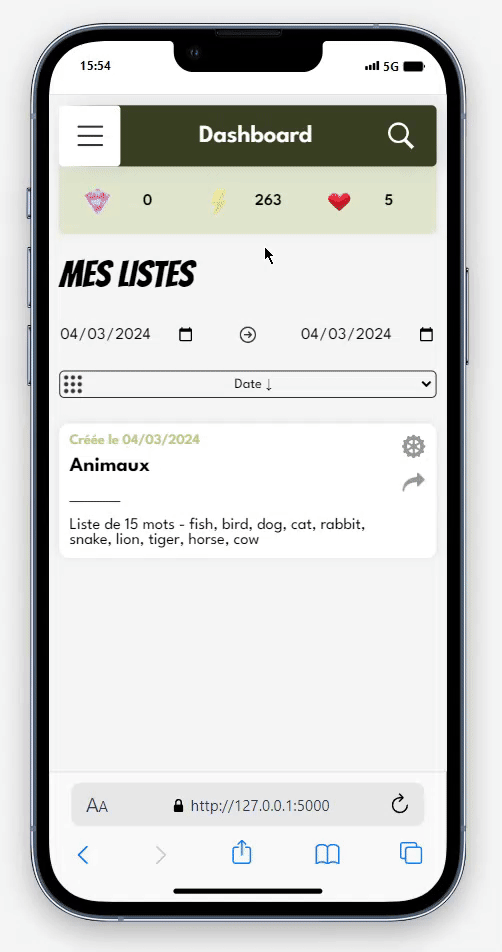 15:54
5G
Dashboard
0 263 5
MES LISTES
04/03/2024 04/03/2024
Date ↓
Créée le 04/03/2024
Animaux
Liste de 15 mots - fish, bird, dog, cat, rabbit,
snake, lion, tiger, horse, cow
AA http://127.0.0.1:5000